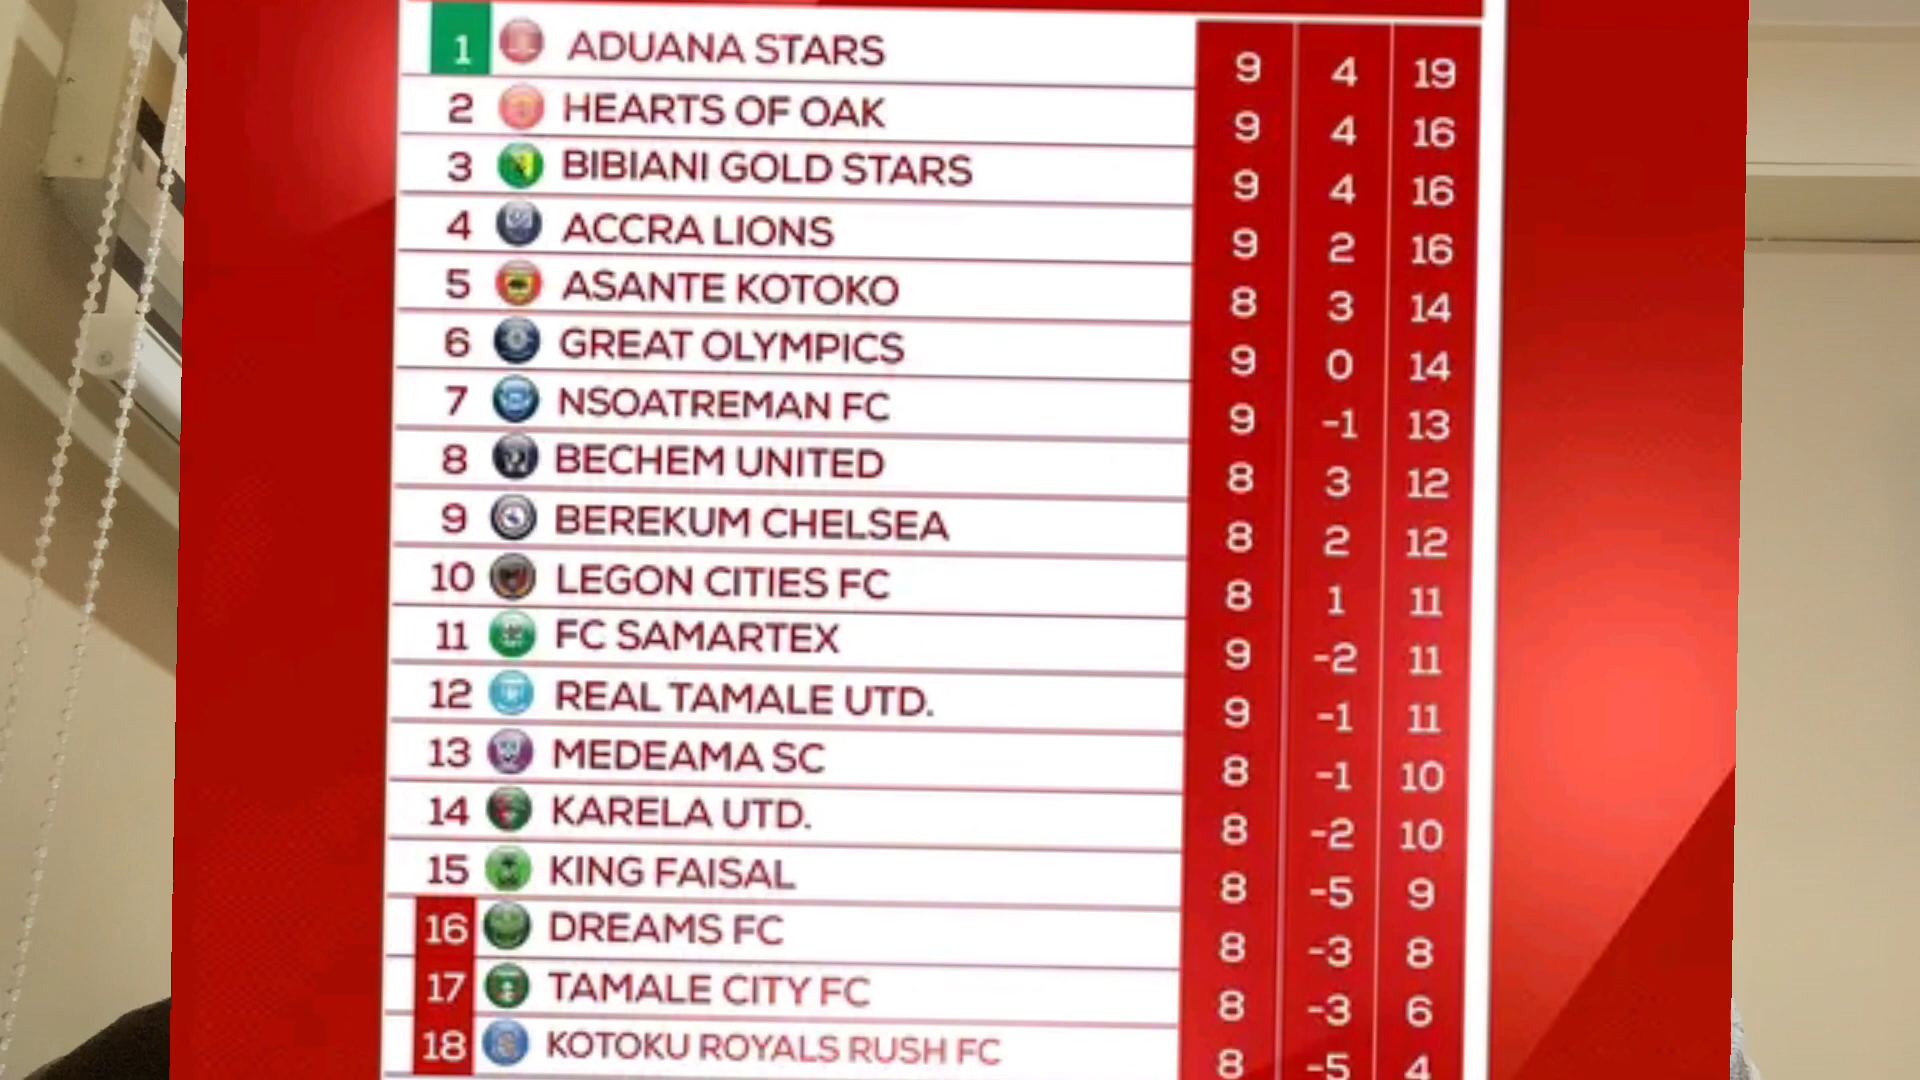 1 ADUANA STARS 9 4 19
2 HEARTS OF OAK 9 4 16
3 BIBIANI GOLD STARS 9 4 16
4 ACCRA LIONS 9 2 16
5 ASANTE KOTOKO 8 3 14
6 GREAT OLYMPICS 9 0 14
7 NSOATREMAN FC 9 -1 13
8 BECHEM UNITED 8 3 12
9 BEREKUM CHELSEA 8 2 12
10 LEGON CITIES FC 8 1 11
11 FC SAMARTEX 9 -2 11
12 REAL TAMALE UTD. 9 -1 11
13 MEDEAMA SC 8 -1 10
14 KARELA UTD. 8 -2 10
15 KING FAISAL 8 -5 9
16 DREAMS FC 8 -3 8
17 TAMALE CITY FC 8 -3 6
18 KOTOKU ROYALS RUSH FC 8 -5 4